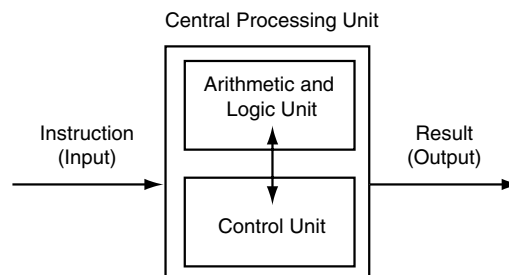 Central Processing Unit
Arithmetic and
Logic Unit
Instruction
(Input)
Result
(Output)
Control Unit